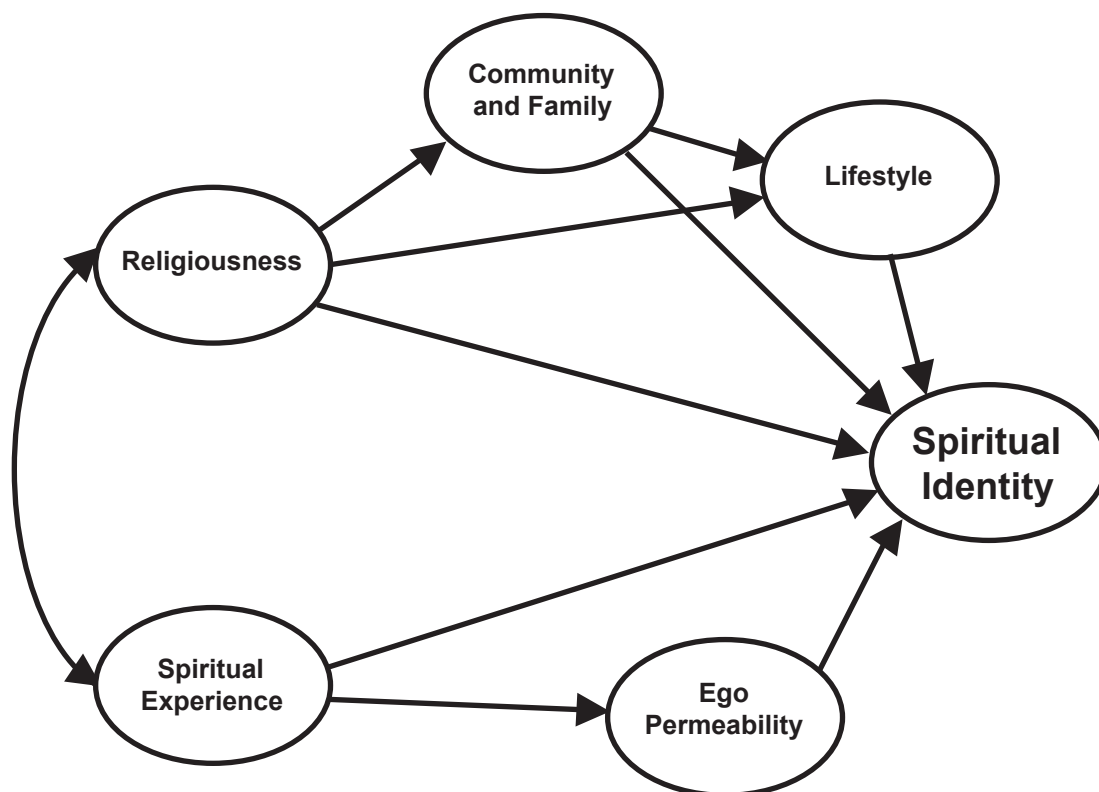 Community
and Family
Lifestyle
Religiousness
Spiritual
Identity
Spiritual
Experience
Ego
Permeability